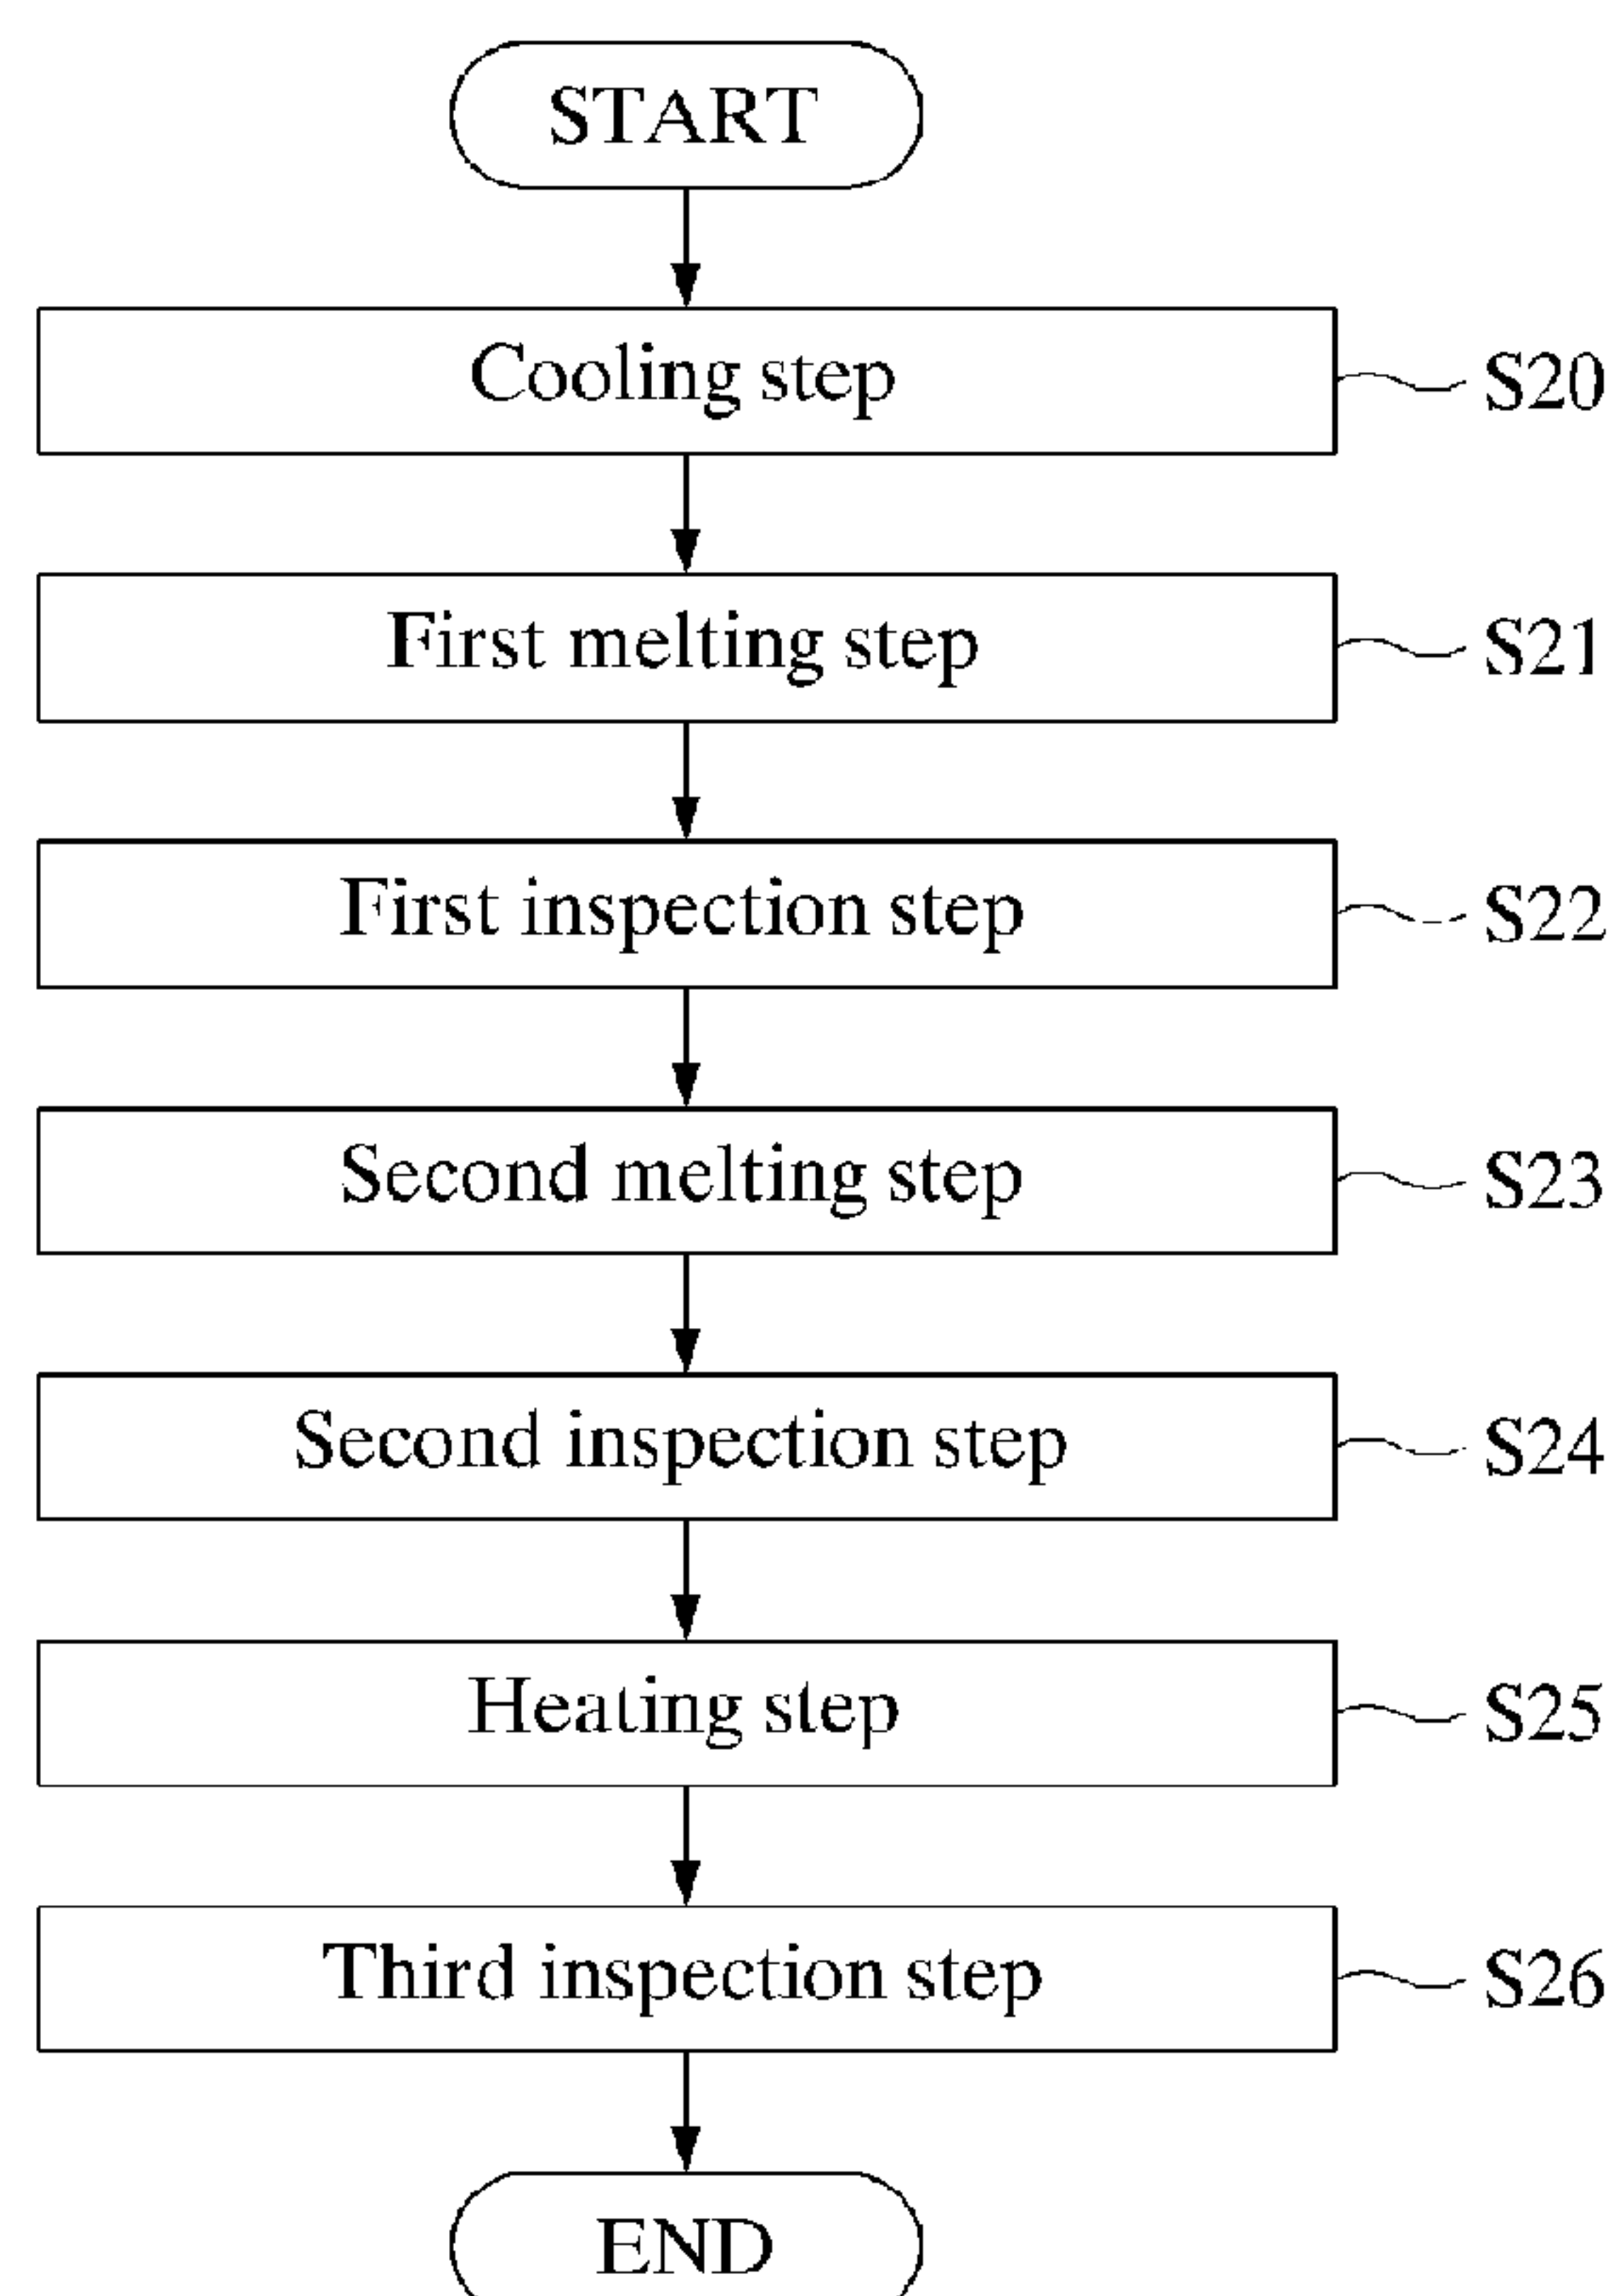 START
Cooling step S20
First melting step S21
First inspection step S22
Second melting step S23
Second inspection step S24
Heating step S25
Third inspection step S26
END